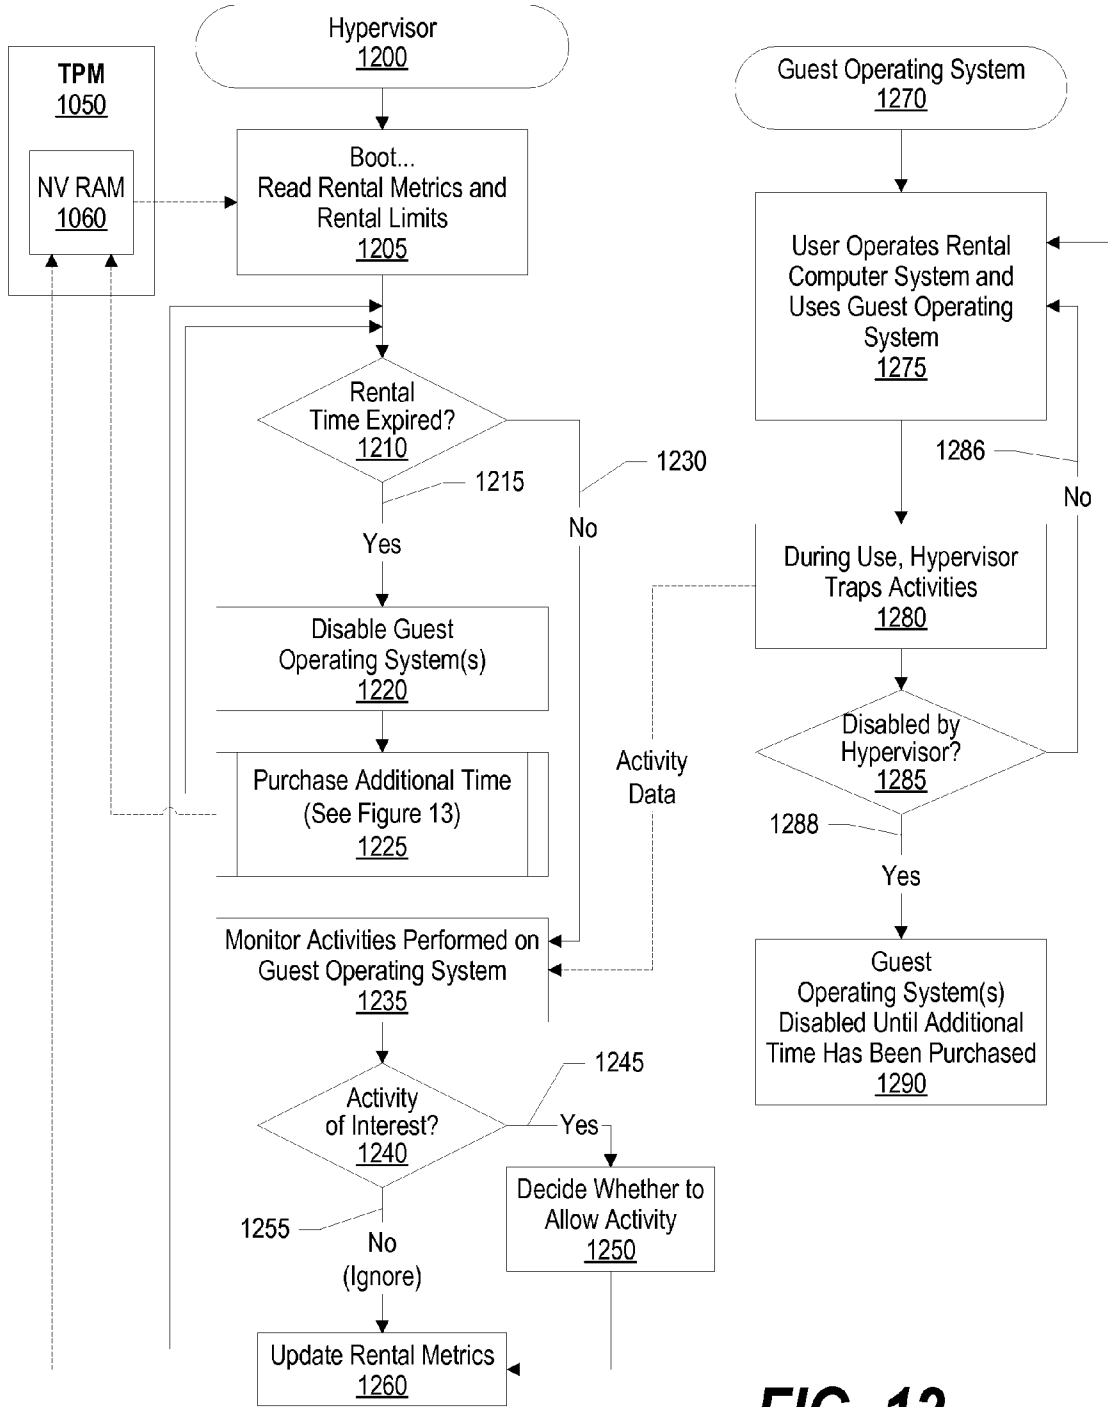 Hypervisor
1200
TPM
1050
NV RAM
1060
Boot...
Read Rental Metrics and
Rental Limits
1205
Rental
Time Expired?
1210
1215
Yes
1230
No
Disable Guest
Operating System(s)
1220
Purchase Additional Time
(See Figure 13)
1225
Monitor Activities Performed on
Guest Operating System
1235
Activity
of Interest?
1240
1245
Yes
Decide Whether to
Allow Activity
1250
1255
No
(Ignore)
Update Rental Metrics
1260
Guest Operating System
1270
User Operates Rental
Computer System and
Uses Guest Operating
System
1275
1286
No
During Use, Hypervisor
Traps Activities
1280
Activity
Data
Disabled by
Hypervisor?
1285
1288
Yes
Guest
Operating System(s)
Disabled Until Additional
Time Has Been Purchased
1290
FIG. 12